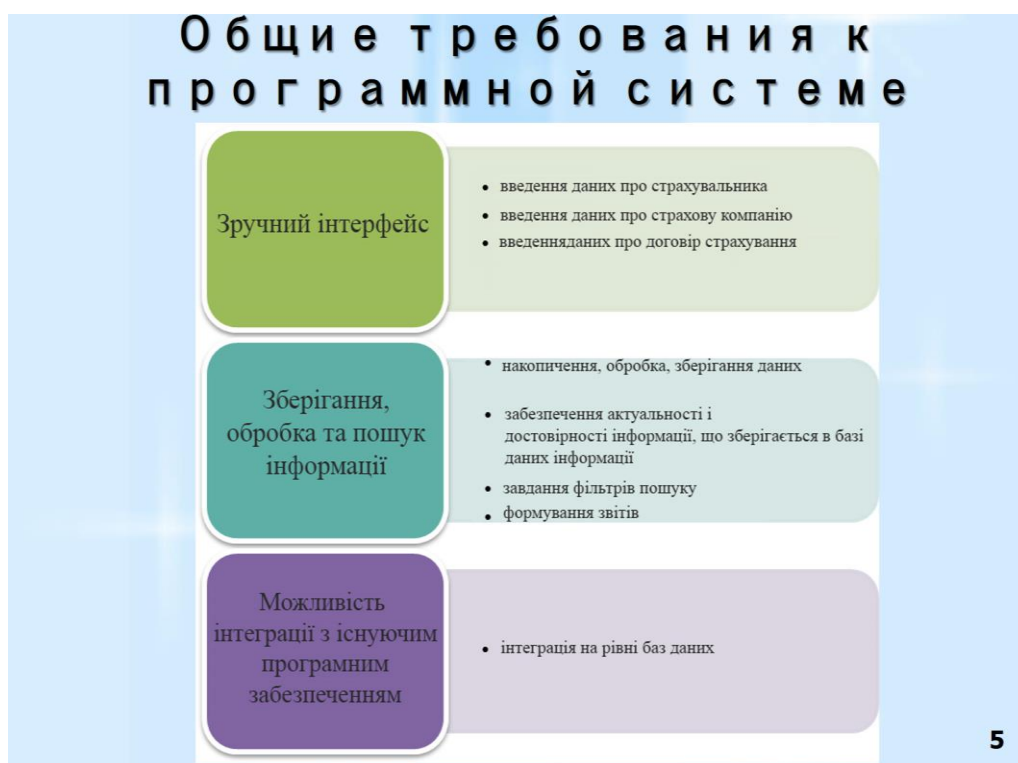 Общие требования к
программной системе
Зручний інтерфейс
• введення даних про страхувальника
• введення даних про страхову компанію
• введенняданих про договір страхування
Зберігання,
обробка та пошук
інформації
• накопичення, обробка, зберігання даних
• забезпечення актуальності і
достовірності інформації, що зберігається в базі
даних інформації
• завдання фільтрів пошуку
• формування звітів
Можливість
інтеграції з існуючим
програмним
забезпеченням
• інтеграція на рівні баз даних
5